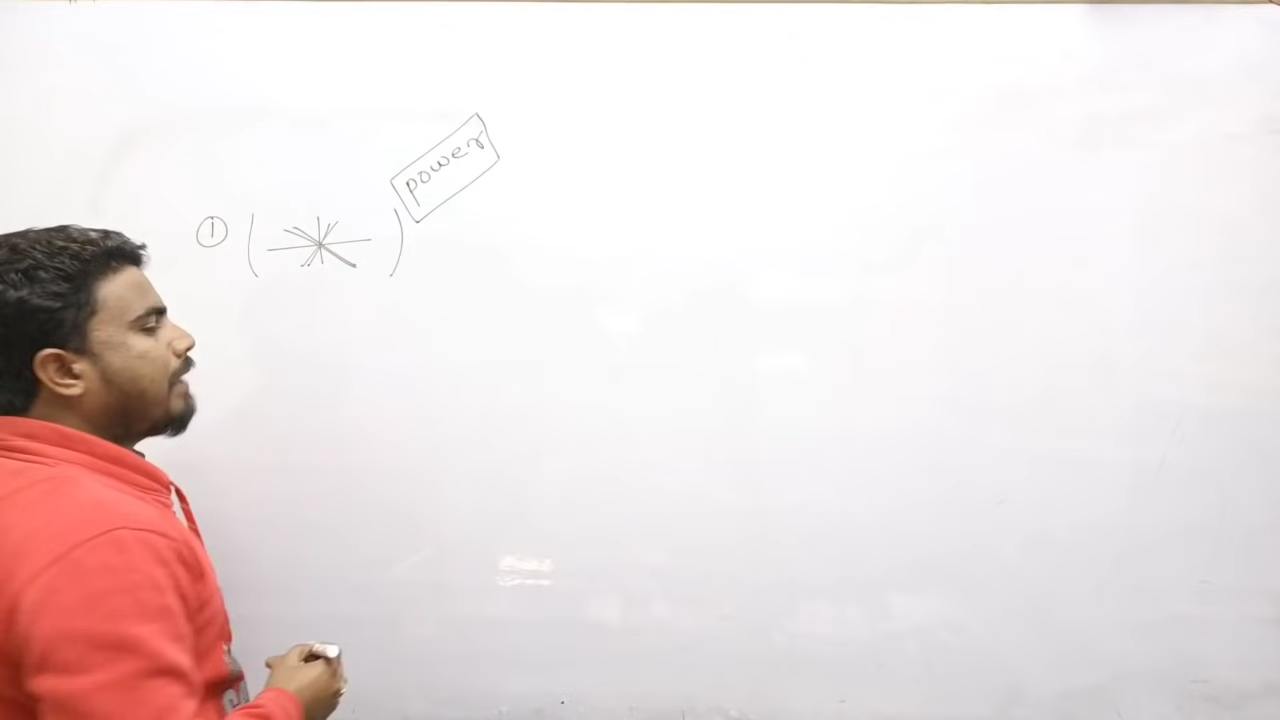 ① ( * ) power